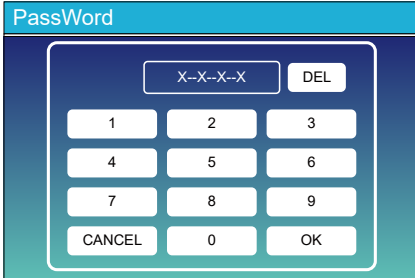 PassWord
X--X--X--X DEL
1 2 3
4 5 6
7 8 9
CANCEL 0 OK